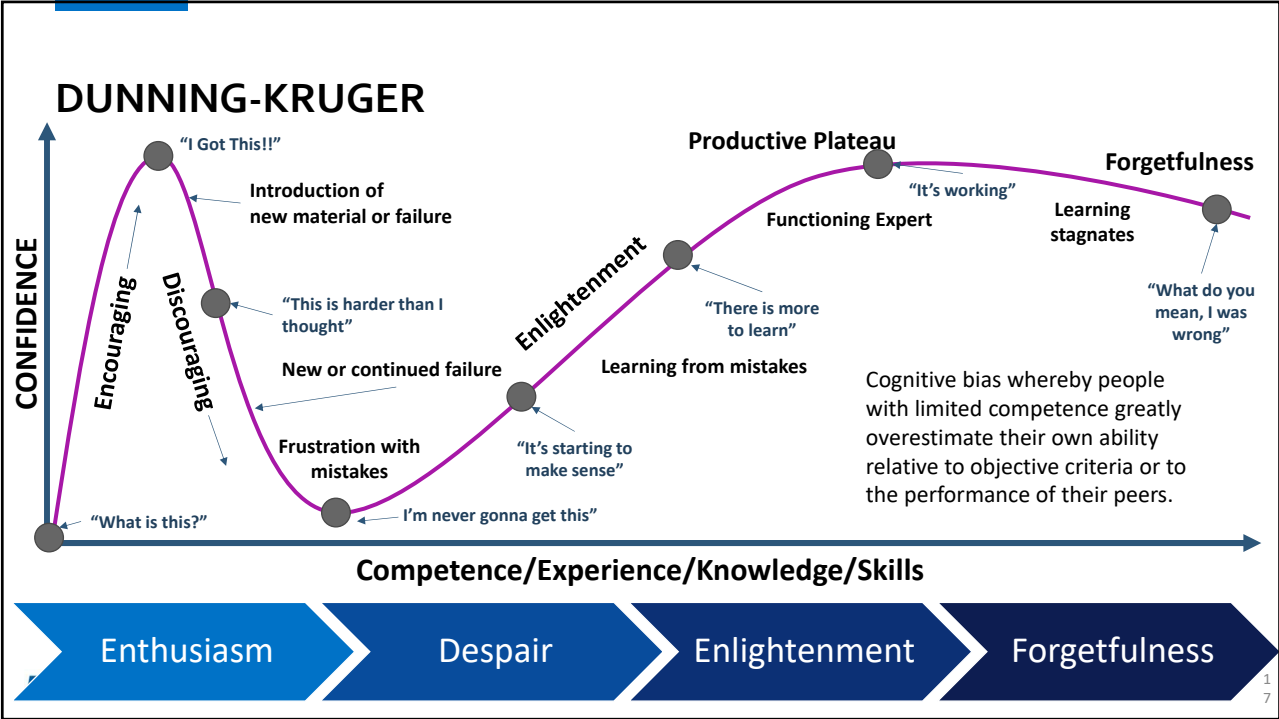 DUNNING-KRUGER
CONFIDENCE
“I Got This!!”
Introduction of
new material or failure
Encouraging
Discouraging
“This is harder than I
thought”
New or continued failure
Frustration with
mistakes
“What is this?”
I’m never gonna get this”
Enlightenment
“It’s starting to
make sense”
“There is more
to learn”
Learning from mistakes
Productive Plateau
“It’s working”
Functioning Expert
Forgetfulness
Learning
stagnates
“What do you
mean, I was
wrong”
Cognitive bias whereby people
with limited competence greatly
overestimate their own ability
relative to objective criteria or to
the performance of their peers.
Competence/Experience/Knowledge/Skills
Enthusiasm
Despair
Enlightenment
Forgetfulness
1
7